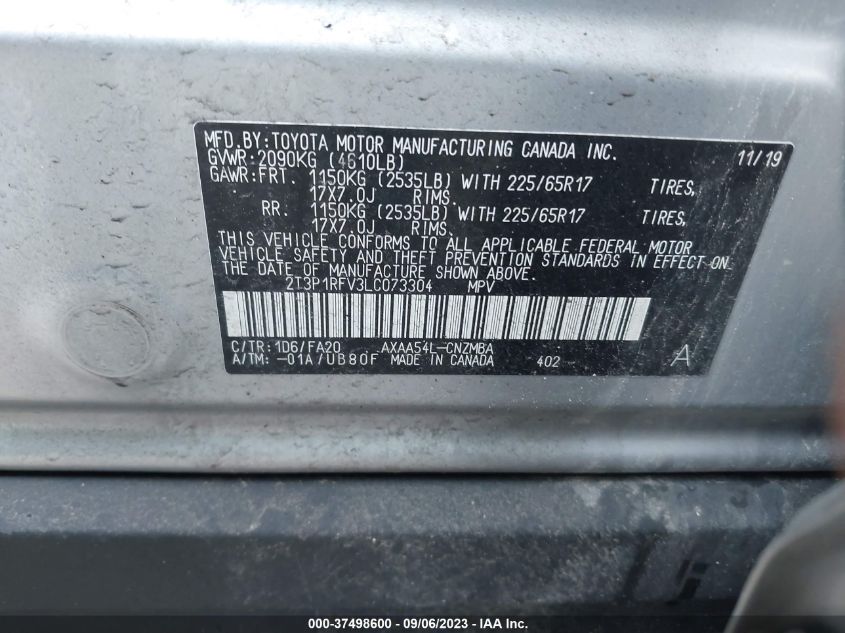 MFD.BY:TOYOTA MOTOR MANUFACTURING CANADA INC. 11/19
GVWR:2090KG (4610LB)
GAWR:FRT. 1150KG (2535LB) WITH 225/65R17 TIRES,
17X7.0J RIMS.
RR. 1150KG (2535LB) WITH 225/65R17 TIRES,
17X7.0J RIMS.
THIS VEHICLE CONFORMS TO ALL APPLICABLE FEDERAL MOTOR
VEHICLE SAFETY AND THEFT PREVENTION STANDARDS IN EFFECT ON
THE DATE OF MANUFACTURE SHOWN ABOVE.
2T3P1RFV3LC073304 MPV
C/TR:1D6/FA20 AXAA54L-CNZMBA
A/TM: -01A/UB80F MADE IN CANADA 402 A
000-37498600 - 09/06/2023 - IAA Inc.